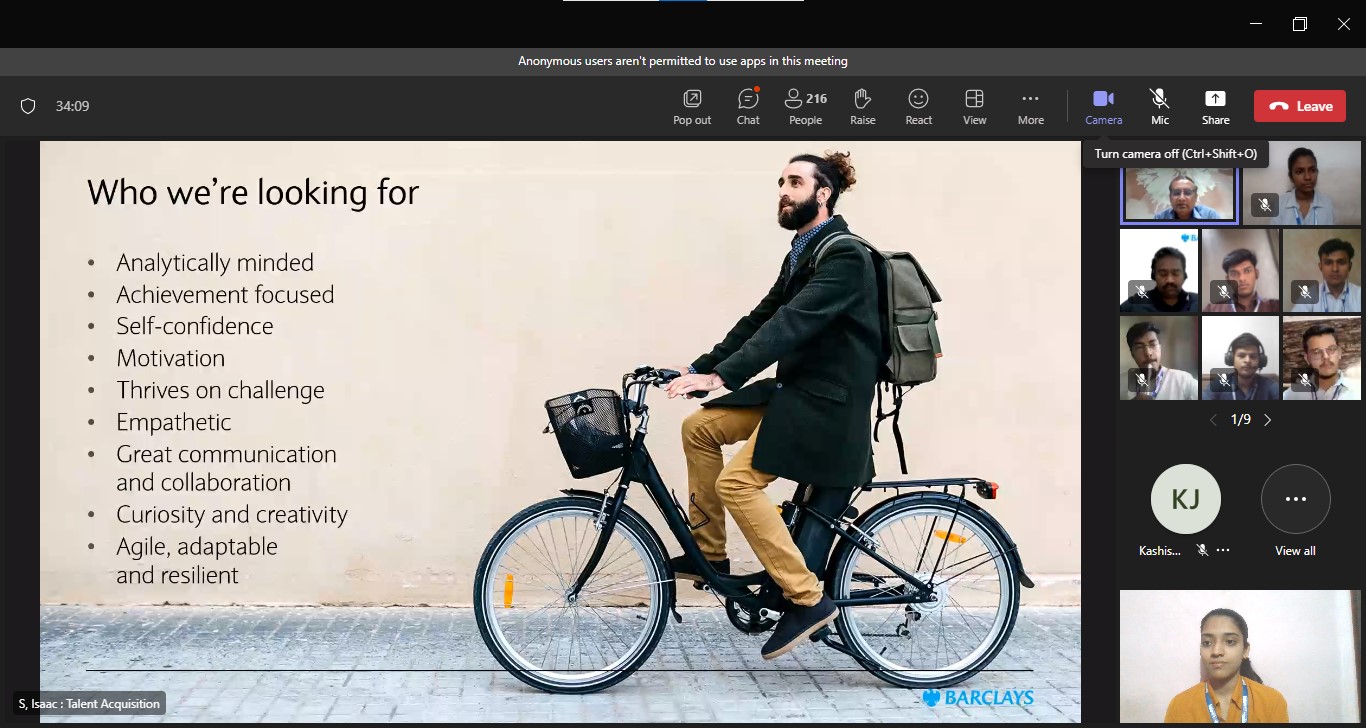 Anonymous users aren't permitted to use apps in this meeting
34:09
216
Pop out
Chat
People
Raise
React
View
More
Camera
Mic
Share
Leave
Turn camera off (Ctrl+Shift+O)
Who we're looking for
• Analytically minded
• Achievement focused
• Self-confidence
• Motivation
• Thrives on challenge
• Empathetic
• Great communication
and collaboration
• Curiosity and creativity
• Agile, adaptable
and resilient
BARCLAYS
S, Isaac : Talent Acquisition
1/9
KJ
Kashis...
View all